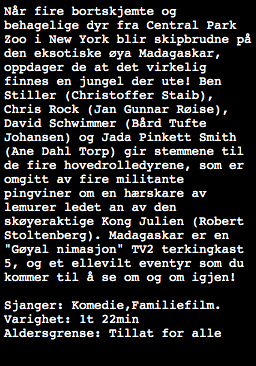 Når fire bortskjemte og
behagelige dyr fra Central Park
Zoo i New York blir skipbrudne på
den eksotiske øya Madagaskar,
oppdager de at det virkelig
finnes en jungel der ute! Ben
Stiller (Christoffer Staib),
Chris Rock (Jan Gunnar Røise),
David Schwimmer (Bård Tufte
Johansen) og Jada Pinkett Smith
(Ane Dahl Torp) gir stemmene til
de fire hovedrolledyrene, som er
omgitt av fire militante
pingviner om en hærskare av
lemurer ledet an av den
skøyeraktige Kong Julien (Robert
Stoltenberg). Madagaskar er en
"Gøyal nimasjon" TV2 terkingkast
5, og et ellevilt eventyr som du
kommer til å se om og om igjen!
Sjanger: Komedie,Familiefilm.
Varighet: 1t 22min
Aldersgrense: Tillat for alle